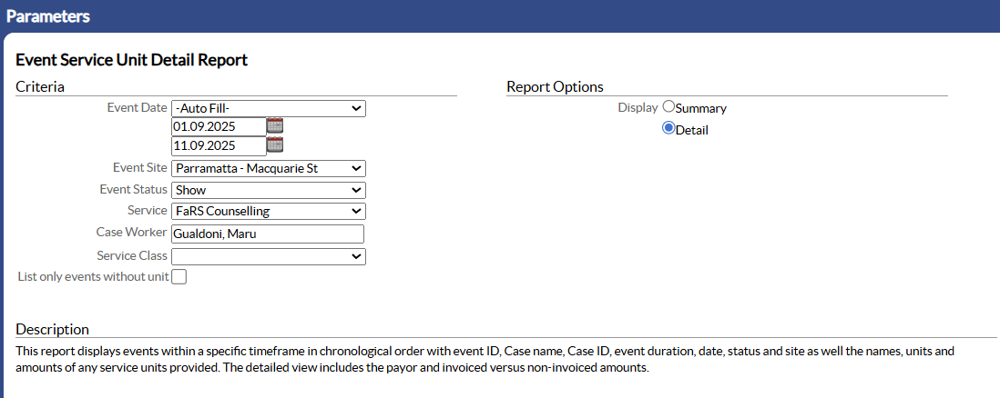 Parameters
Event Service Unit Detail Report
Criteria
Event Date -Auto Fill-
01.09.2025
11.09.2025
Event Site Parramatta - Macquarie St
Event Status Show
Service FaRS Counselling
Case Worker Gualdoni, Maru
Service Class
List only events without unit
Report Options
Display Summary
Detail
Description
This report displays events within a specific timeframe in chronological order with event ID, Case name, Case ID, event duration, date, status and site as well the names, units and
amounts of any service units provided. The detailed view includes the payor and invoiced versus non-invoiced amounts.